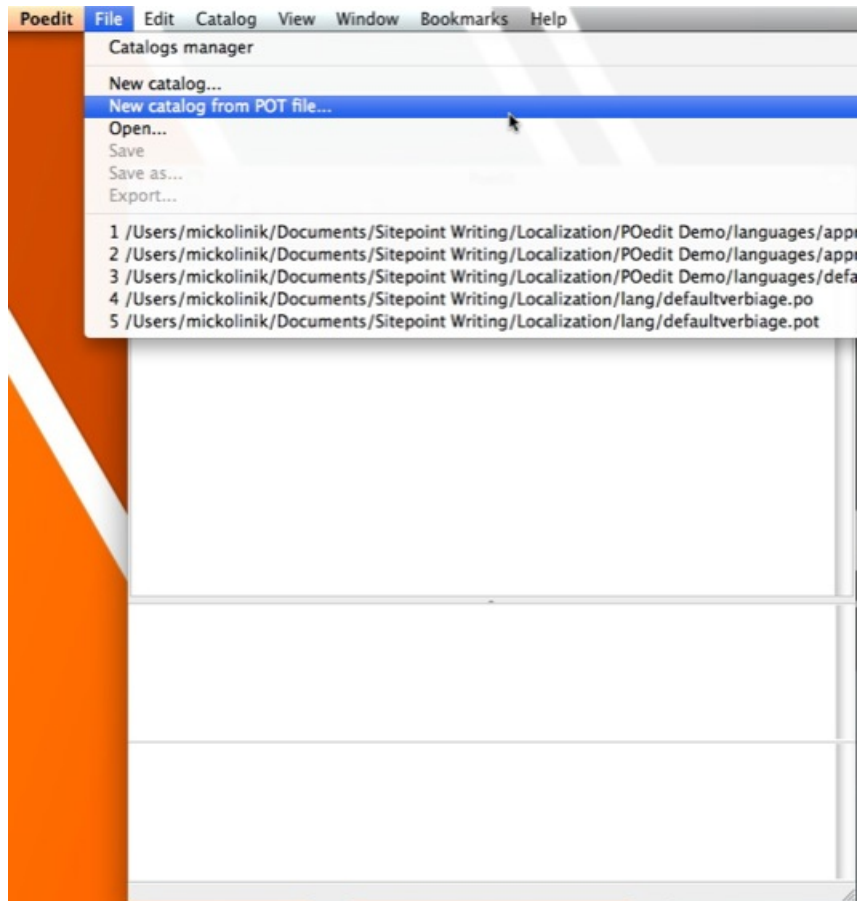 Poedit File Edit Catalog View Window Bookmarks Help
Catalogs manager
New catalog...
New catalog from POT file...
Open...
Save
Save as...
Export...
1 /Users/mickolinik/Documents/Sitepoint Writing/Localization/POedit Demo/languages/appr
2 /Users/mickolinik/Documents/Sitepoint Writing/Localization/POedit Demo/languages/appr
3 /Users/mickolinik/Documents/Sitepoint Writing/Localization/POedit Demo/languages/defa
4 /Users/mickolinik/Documents/Sitepoint Writing/Localization/lang/defaultverbiage.po
5 /Users/mickolinik/Documents/Sitepoint Writing/Localization/lang/defaultverbiage.pot